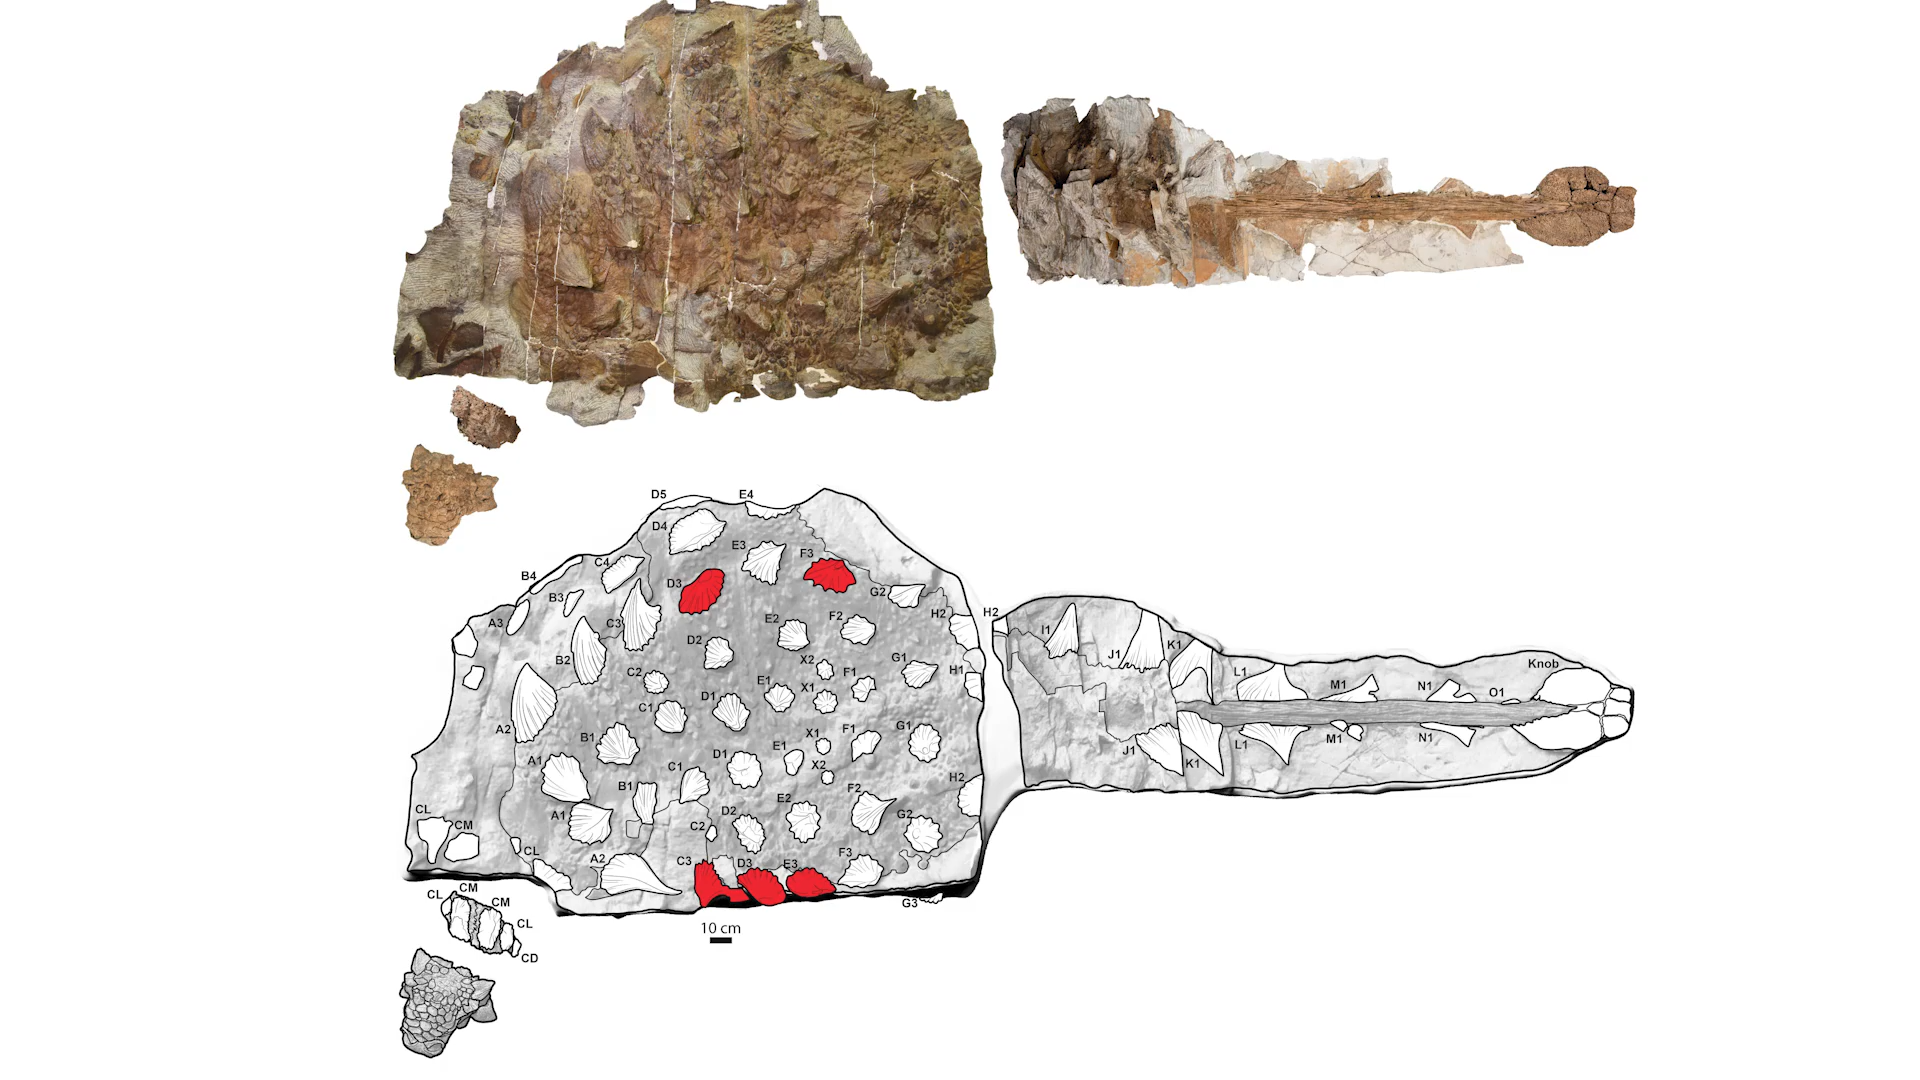 D5
E4
D4
E3
F3
C4
B4
D3
B3
G2
A3
C3
H2
H2
E2
F2
I1
D2
J1
K1
B2
X2
G1
Knob
C2
F1
H1
L1
E1
X1
M1
N1
O1
D1
C1
A2
G1
B1
X1
F1
J1
L1
M1
N1
D1
E1
A1
C1
X2
K1
B1
H2
F2
E2
CL
A1
D2
G2
CM
C2
CL
A2
C3
D3
E3
F3
CL
CM
CM
G3
CL
10 cm
CD